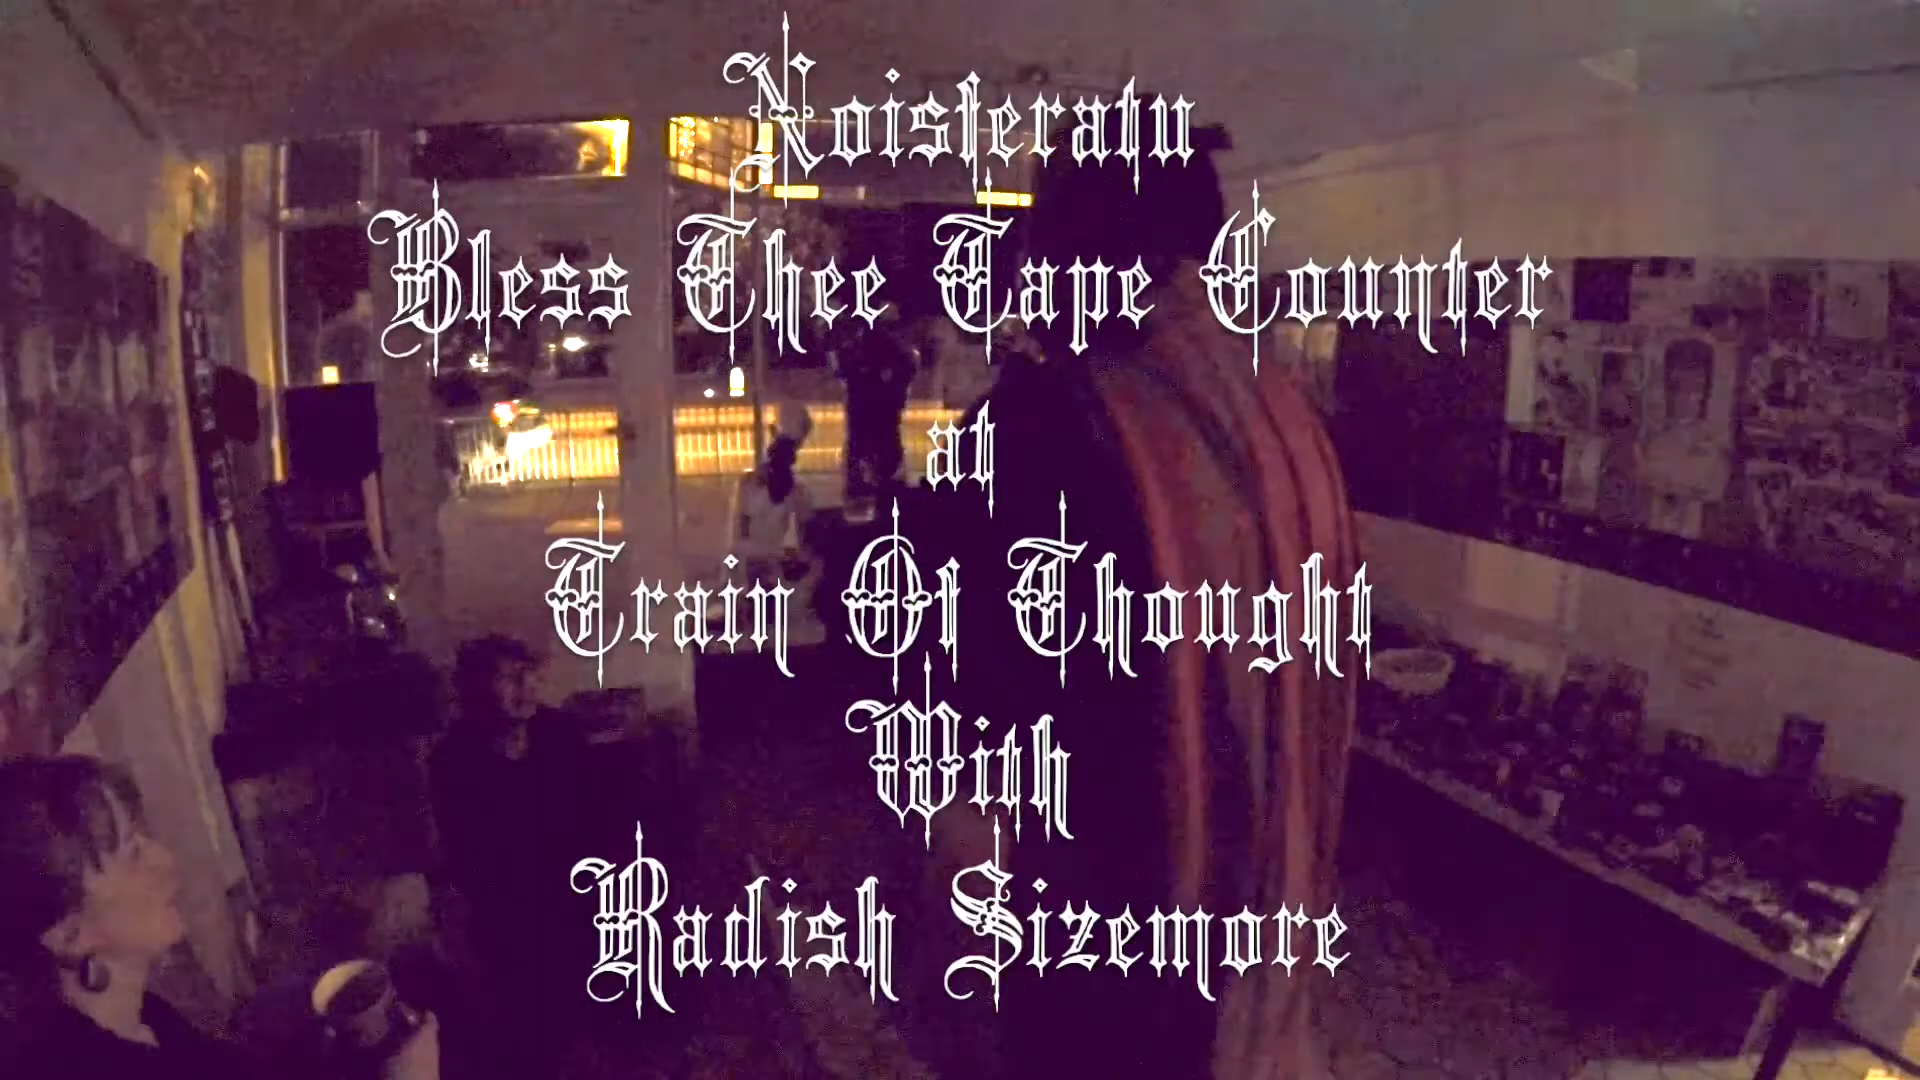 Noisferatu
Bless Thee Tape Counter
at
Train Of Thought
With
Radish Sizemore